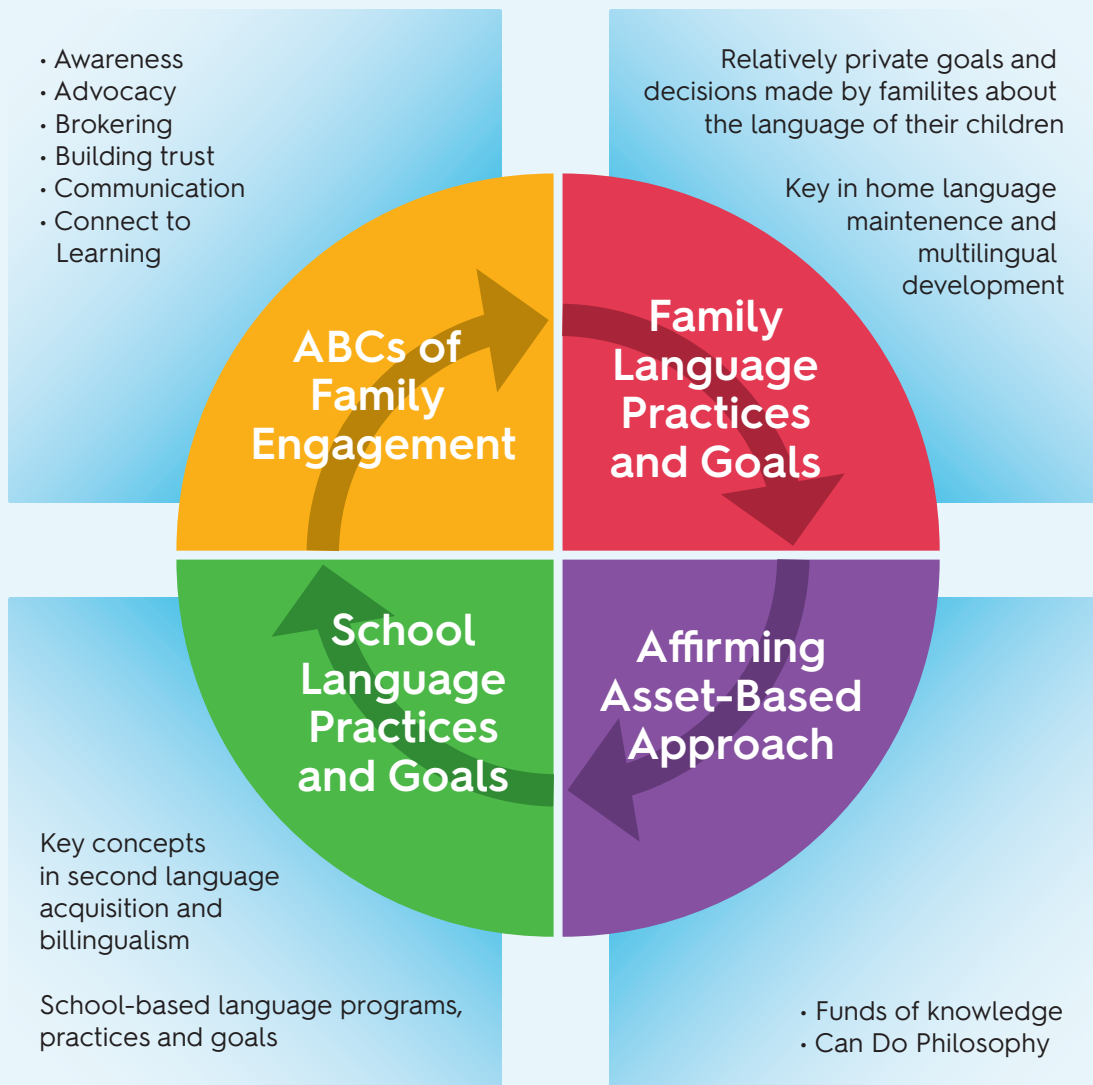 · Awareness
· Advocacy
· Brokering
· Building trust
· Communication
· Connect to
Learning
Relatively private goals and
decisions made by familites about
the language of their children
Key in home language
maintenence and
multilingual
development
ABCs of
Family
Engagement
Family
Language
Practices
and Goals
School
Language
Practices
and Goals
Affirming
Asset-Based
Approach
Key concepts
in second language
acquisition and
billingualism
School-based language programs,
practices and goals
· Funds of knowledge
· Can Do Philosophy